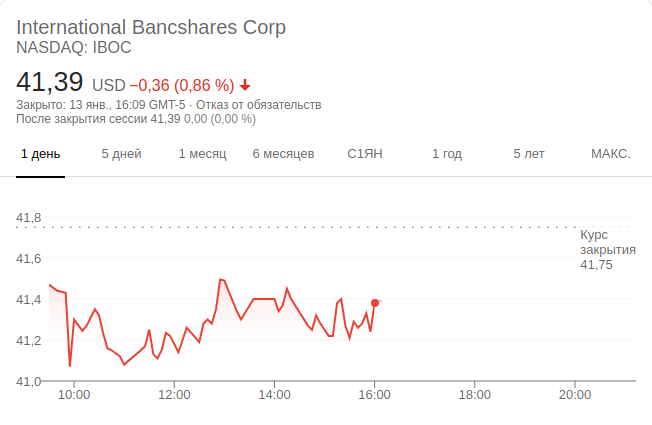 International Bancshares Corp
NASDAQ: IBOC
41,39 USD −0,36 (0,86 %)
Закрыто: 13 янв., 16:09 GMT-5 · Отказ от обязательств
После закрытия сессии 41,39 0,00 (0,00 %)
1 день 5 дней 1 месяц 6 месяцев С1ЯН 1 год 5 лет МАКС.
41,8
Курс
закрытия
41,75
41,6
41,4
41,2
41,0
10:00 12:00 14:00 16:00 18:00 20:00